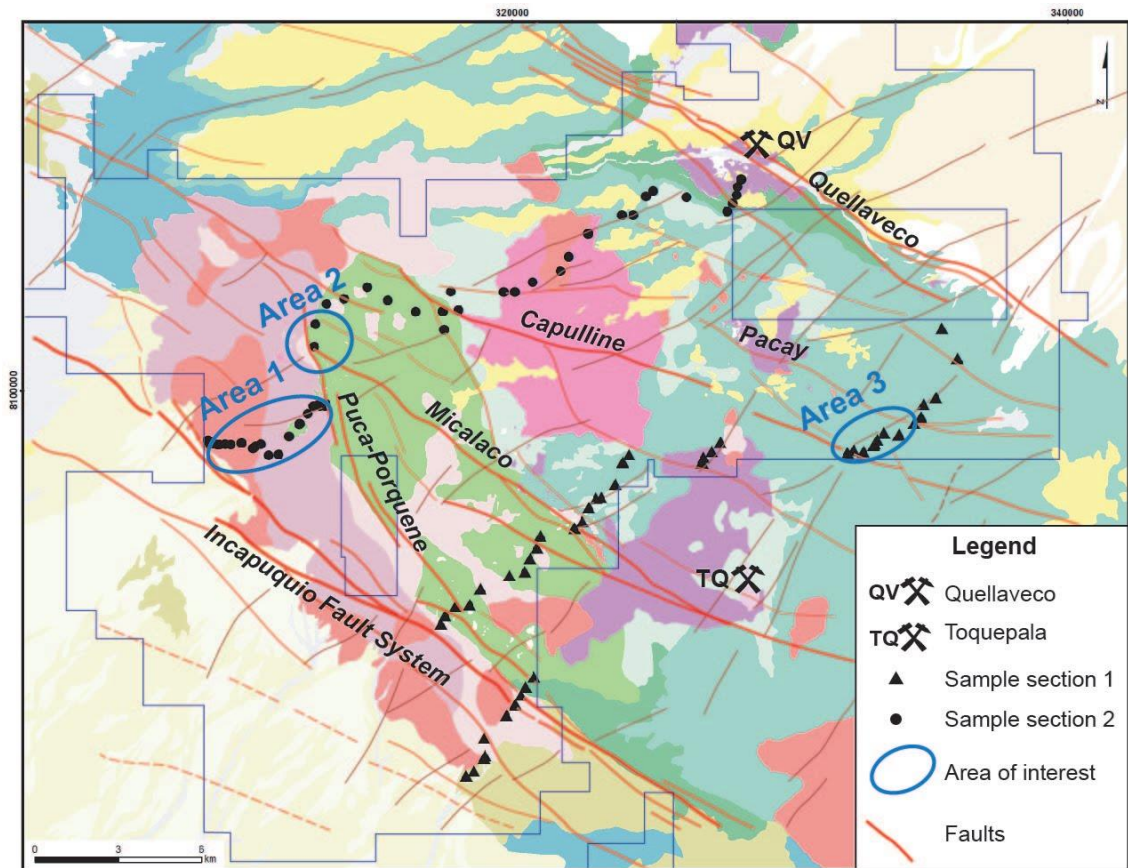 320000
340000
8100000
N
QV
Quellaveco
Area 2
Capulline
Pacay
Area 1
Area 3
Micalaco
Puca-Porquene
Incapuquio Fault System
TQ
Legend
QV Quellaveco
TQ Toquepala
Sample section 1
Sample section 2
Area of interest
Faults
0 3 6
km